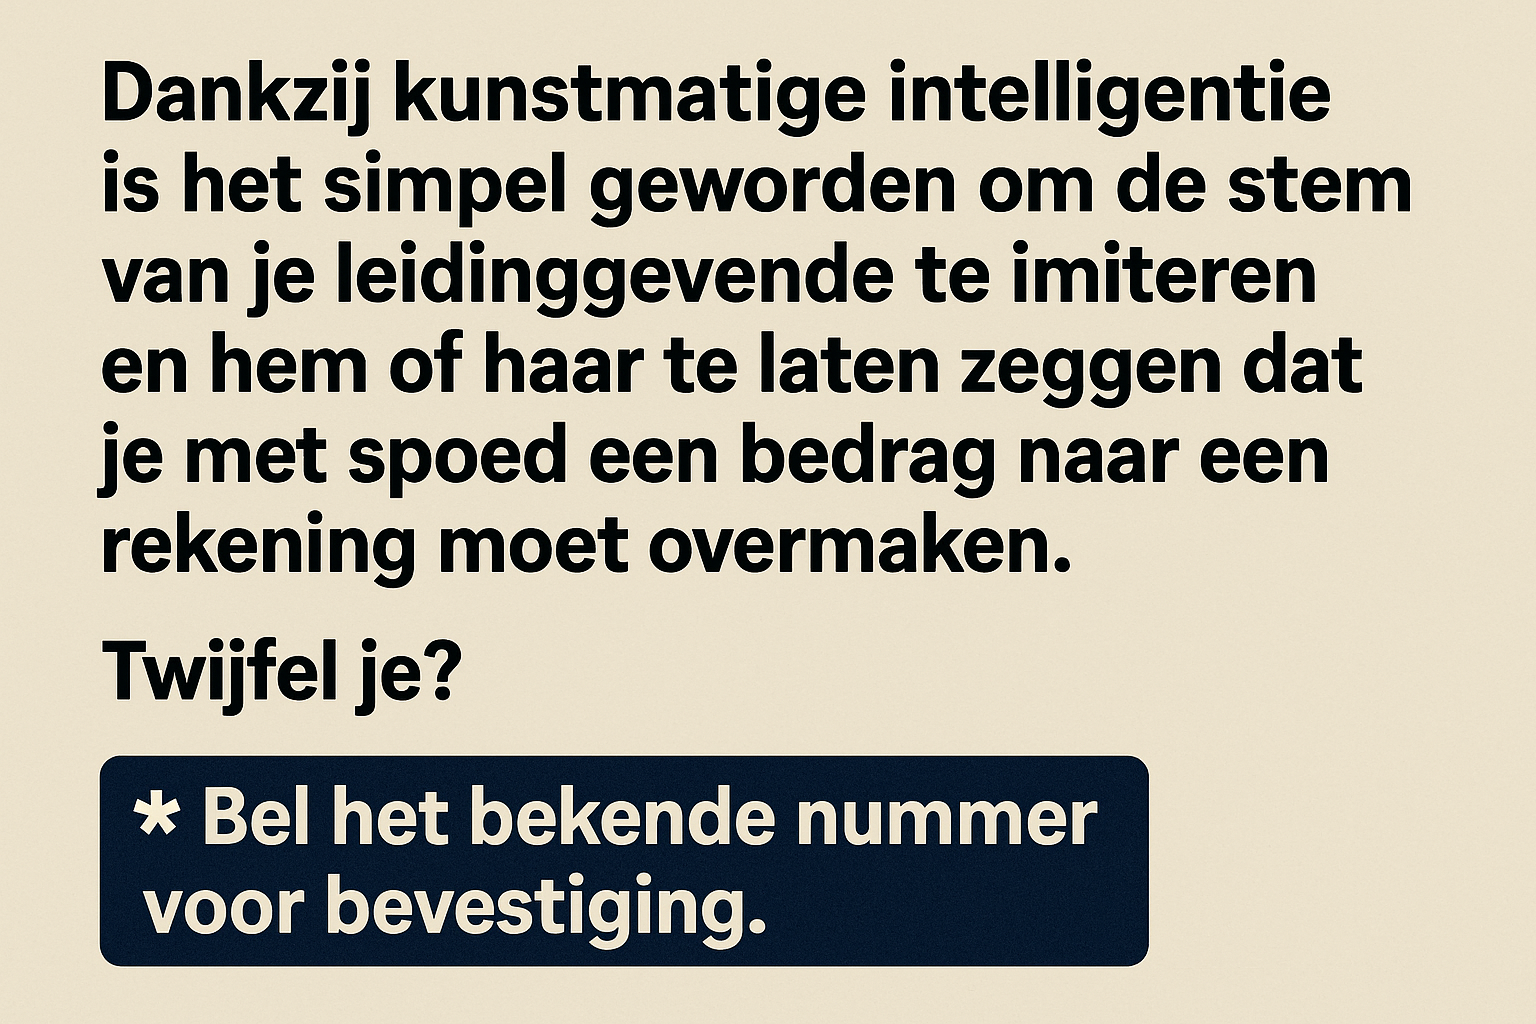 Dankzij kunstmatige intelligentie
is het simpel geworden om de stem
van je leidinggevende te imiteren
en hem of haar te laten zeggen dat
je met spoed een bedrag naar een
rekening moet overmaken.
Twijfel je?
* Bel het bekende nummer
voor bevestiging.